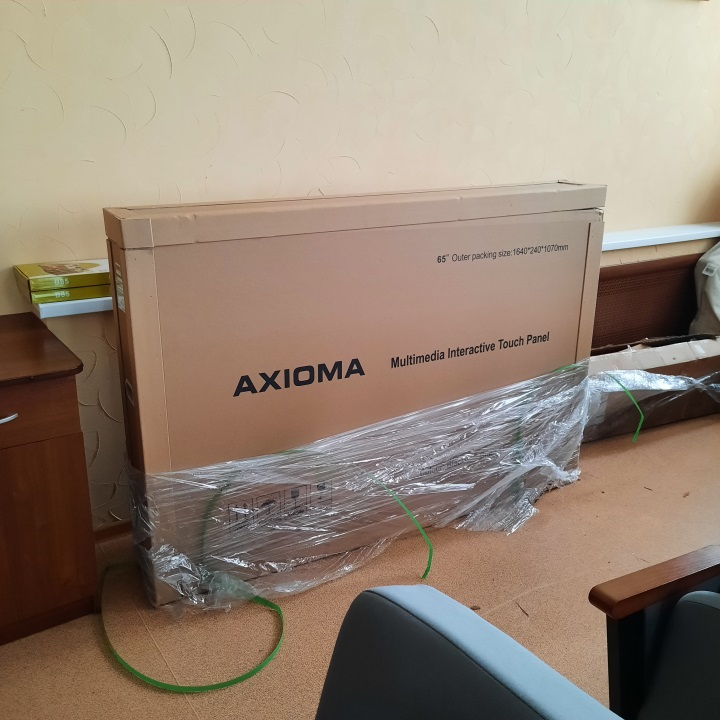 65" Outer packing size:1640*240*1070mm
AXIOMA Multimedia Interactive Touch Panel